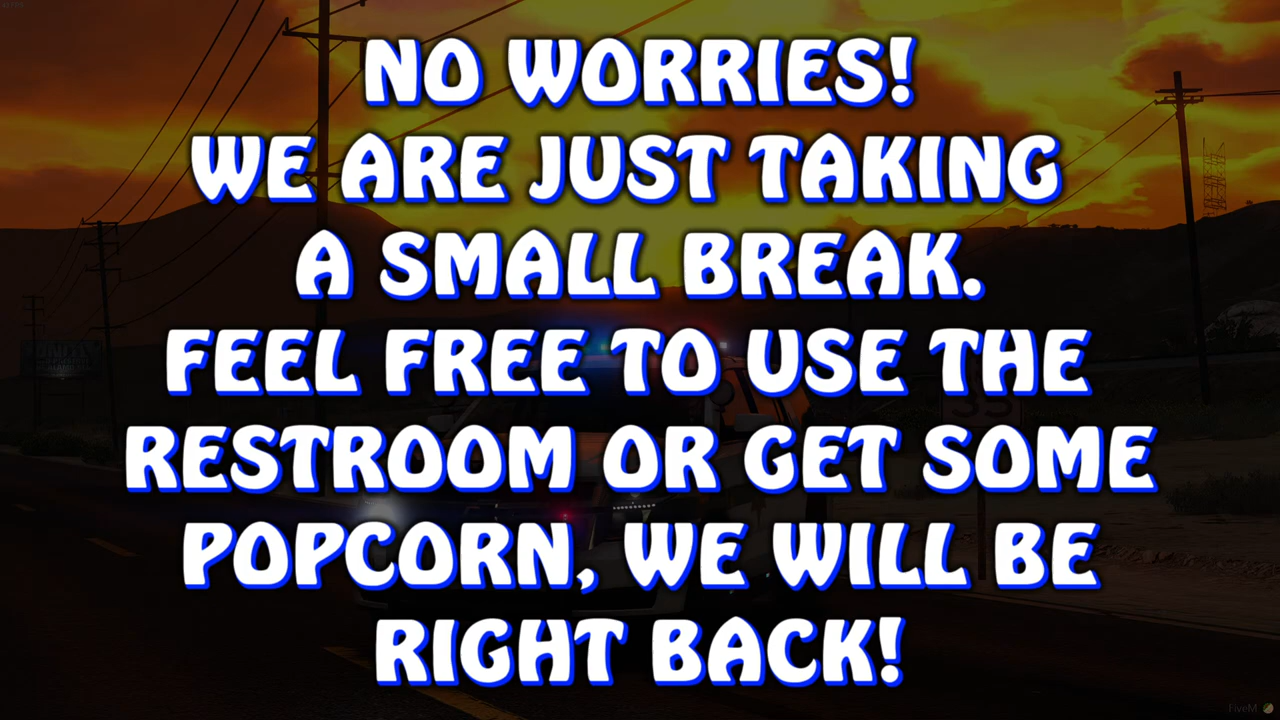 NO WORRIES!
WE ARE JUST TAKING
A SMALL BREAK.
FEEL FREE TO USE THE
RESTROOM OR GET SOME
POPCORN, WE WILL BE
RIGHT BACK!
35
FiveM